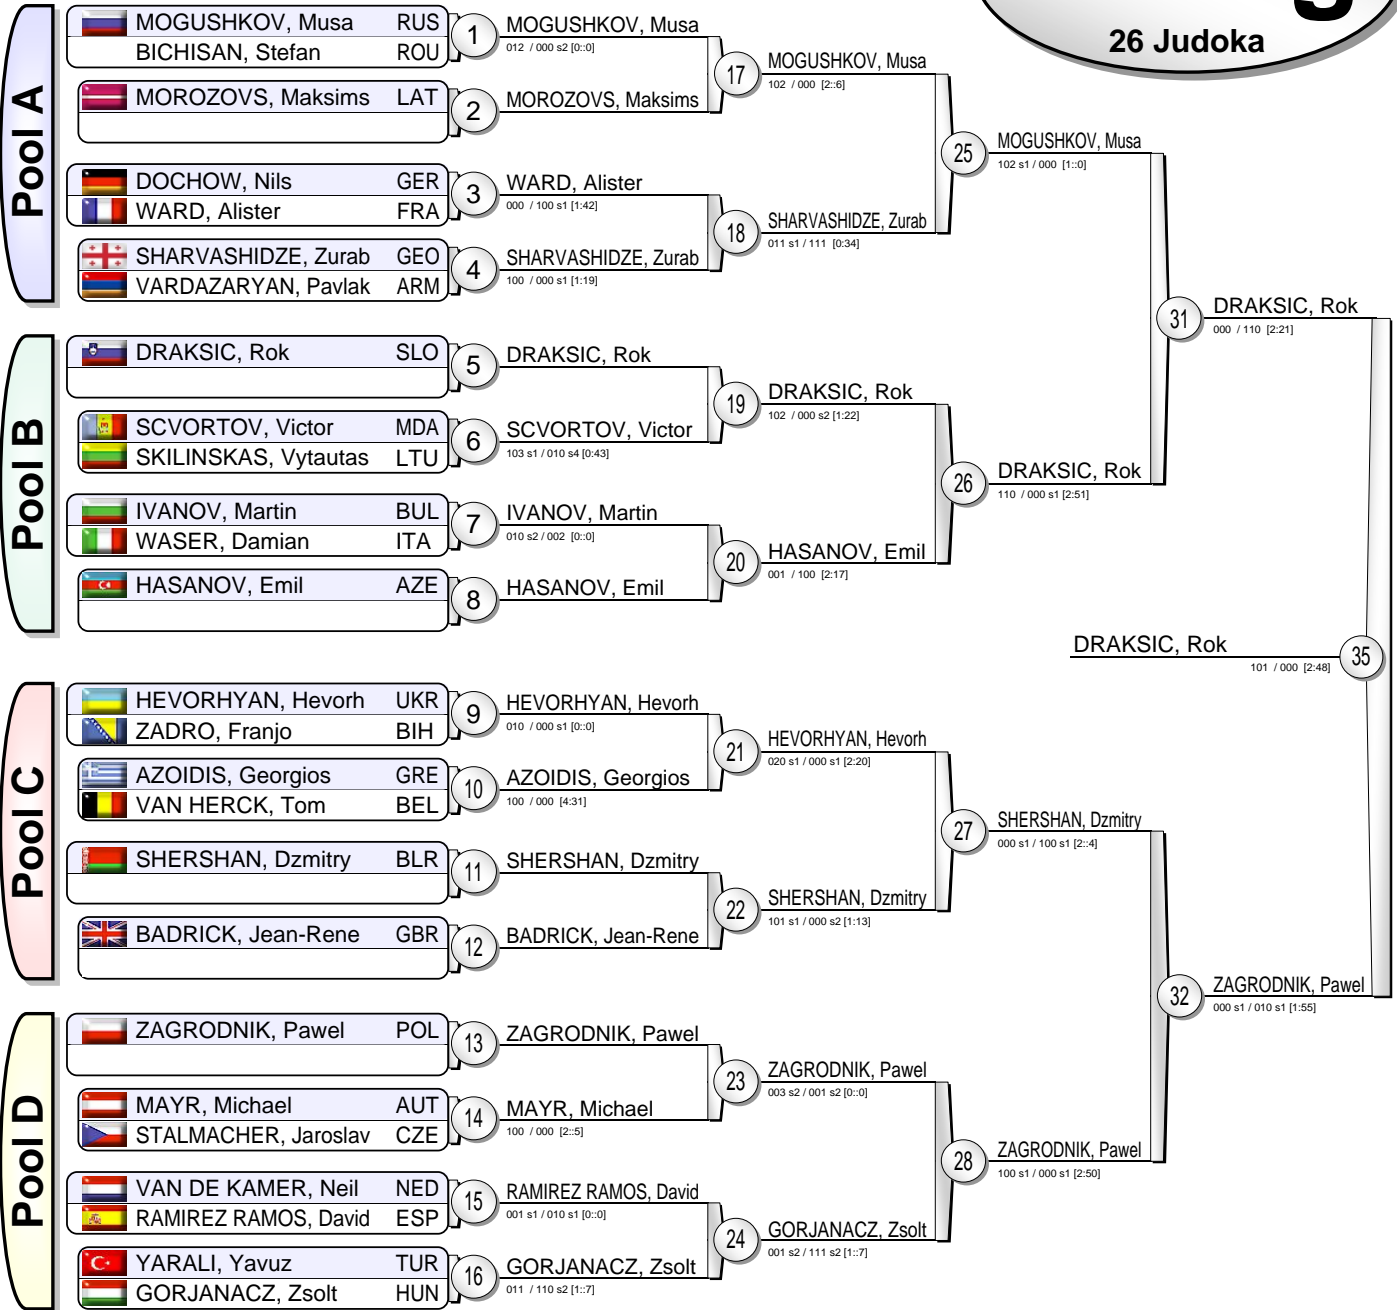 26 Judoka
Pool A
MOGUSHKOV, Musa RUS
BICHISAN, Stefan ROU
1
MOGUSHKOV, Musa
012 / 000 s2 [0::0]
MOROZOVS, Maksims LAT
2
MOROZOVS, Maksims
17
MOGUSHKOV, Musa
102 / 000 [2::6]
DOCHOW, Nils GER
WARD, Alister FRA
3
WARD, Alister
000 / 100 s1 [1:42]
SHARVASHIDZE, Zurab GEO
VARDAZARYAN, Pavlak ARM
4
SHARVASHIDZE, Zurab
100 / 000 s1 [1:19]
18
SHARVASHIDZE, Zurab
011 s1 / 111 [0:34]
25
MOGUSHKOV, Musa
102 s1 / 000 [1::0]
Pool B
DRAKSIC, Rok SLO
5
DRAKSIC, Rok
SCVORTOV, Victor MDA
SKILINSKAS, Vytautas LTU
6
SCVORTOV, Victor
103 s1 / 010 s4 [0:43]
19
DRAKSIC, Rok
102 / 000 s2 [1:22]
IVANOV, Martin BUL
WASER, Damian ITA
7
IVANOV, Martin
010 s2 / 002 [0::0]
HASANOV, Emil AZE
8
HASANOV, Emil
20
HASANOV, Emil
001 / 100 [2:17]
26
DRAKSIC, Rok
110 / 000 s1 [2:51]
31
DRAKSIC, Rok
000 / 110 [2:21]
DRAKSIC, Rok
101 / 000 [2:48]
35
Pool C
HEVORHYAN, Hevorh UKR
ZADRO, Franjo BIH
9
HEVORHYAN, Hevorh
010 / 000 s1 [0::0]
AZOIDIS, Georgios GRE
VAN HERCK, Tom BEL
10
AZOIDIS, Georgios
100 / 000 [4:31]
21
HEVORHYAN, Hevorh
020 s1 / 000 s1 [2:20]
SHERSHAN, Dzmitry BLR
11
SHERSHAN, Dzmitry
BADRICK, Jean-Rene GBR
12
BADRICK, Jean-Rene
22
SHERSHAN, Dzmitry
101 s1 / 000 s2 [1:13]
27
SHERSHAN, Dzmitry
000 s1 / 100 s1 [2::4]
Pool D
ZAGRODNIK, Pawel POL
13
ZAGRODNIK, Pawel
MAYR, Michael AUT
STALMACHER, Jaroslav CZE
14
MAYR, Michael
100 / 000 [2::5]
23
ZAGRODNIK, Pawel
003 s2 / 001 s2 [0::0]
VAN DE KAMER, Neil NED
RAMIREZ RAMOS, David ESP
15
RAMIREZ RAMOS, David
001 s1 / 010 s1 [0::0]
YARALI, Yavuz TUR
GORJANACZ, Zsolt HUN
16
GORJANACZ, Zsolt
011 / 110 s2 [1::7]
24
GORJANACZ, Zsolt
001 s2 / 111 s2 [1::7]
28
ZAGRODNIK, Pawel
100 s1 / 000 s1 [2:50]
32
ZAGRODNIK, Pawel
000 s1 / 010 s1 [1:55]